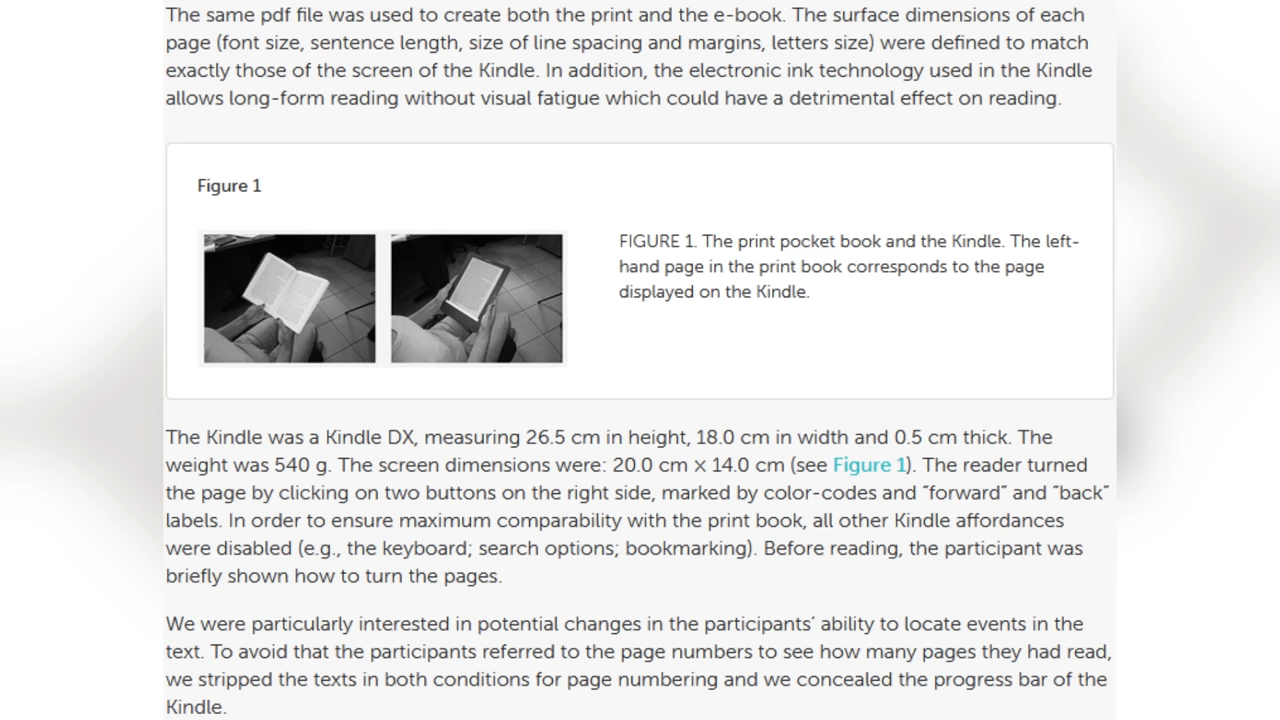 The same pdf file was used to create both the print and the e-book. The surface dimensions of each
page (font size, sentence length, size of line spacing and margins, letters size) were defined to match
exactly those of the screen of the Kindle. In addition, the electronic ink technology used in the Kindle
allows long-form reading without visual fatigue which could have a detrimental effect on reading.
Figure 1
FIGURE 1. The print pocket book and the Kindle. The left-
hand page in the print book corresponds to the page
displayed on the Kindle.
The Kindle was a Kindle DX, measuring 26.5 cm in height, 18.0 cm in width and 0.5 cm thick. The
weight was 540 g. The screen dimensions were: 20.0 cm × 14.0 cm (see Figure 1). The reader turned
the page by clicking on two buttons on the right side, marked by color-codes and ˝forward˝ and ˝back˝
labels. In order to ensure maximum comparability with the print book, all other Kindle affordances
were disabled (e.g., the keyboard; search options; bookmarking). Before reading, the participant was
briefly shown how to turn the pages.
We were particularly interested in potential changes in the participants´ ability to locate events in the
text. To avoid that the participants referred to the page numbers to see how many pages they had read,
we stripped the texts in both conditions for page numbering and we concealed the progress bar of the
Kindle.